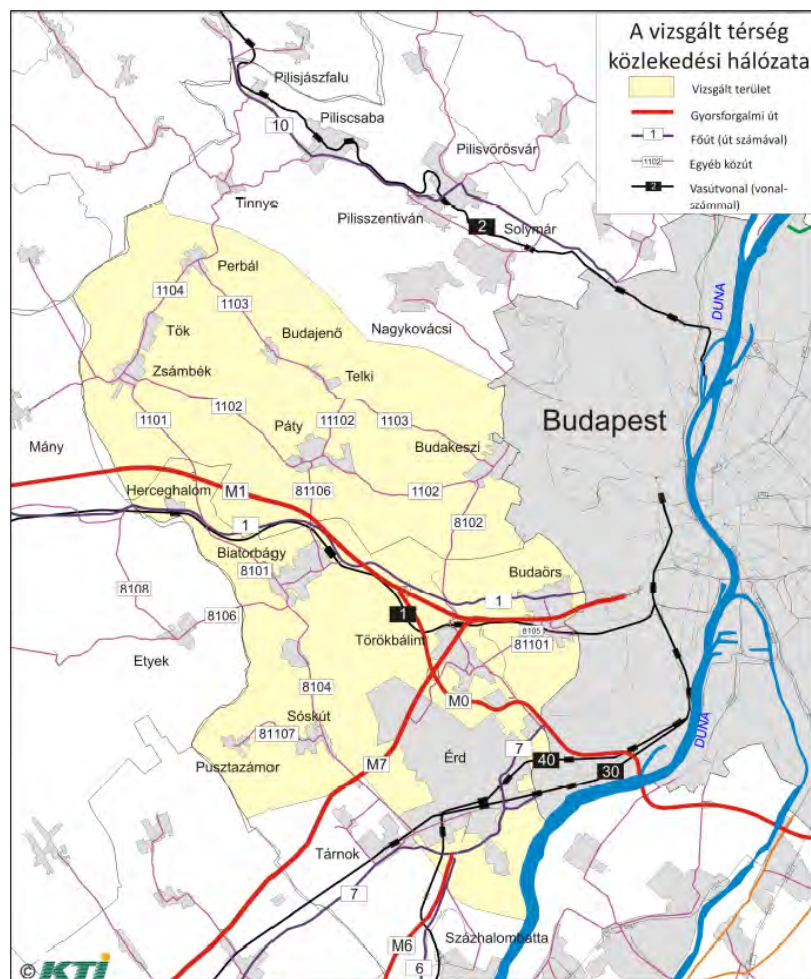 A vizsgált térség
közlekedési hálózata
Vizsgált terület
Gyorsforgalmi út
1 Főút (út számával)
1102 Egyéb közút
2 Vasútvonal (vonal-
számmal)
Pilisjászfalu
Piliscsaba
10
Pilisvörösvár
Tinnye
Pilisszentiván
2
Solymár
DUNA
Perbál
1104
1103
Nagykovácsi
Tök
Budajenő
Zsámbék
Telki
1101
1102
11102
1103
Budapest
Páty
Budakeszi
Mány
M1
Herceghalom
81106
1102
1
8102
Biatorbágy
8101
Budaörs
8108
1
1
8106
Törökbálint
8105
81101
Etyek
8104
M0
Sóskút
81107
7
DUNA
Pusztazámor
M7
Érd
40
30
Tárnok
7
M6
Százhalombatta
6
© KTI